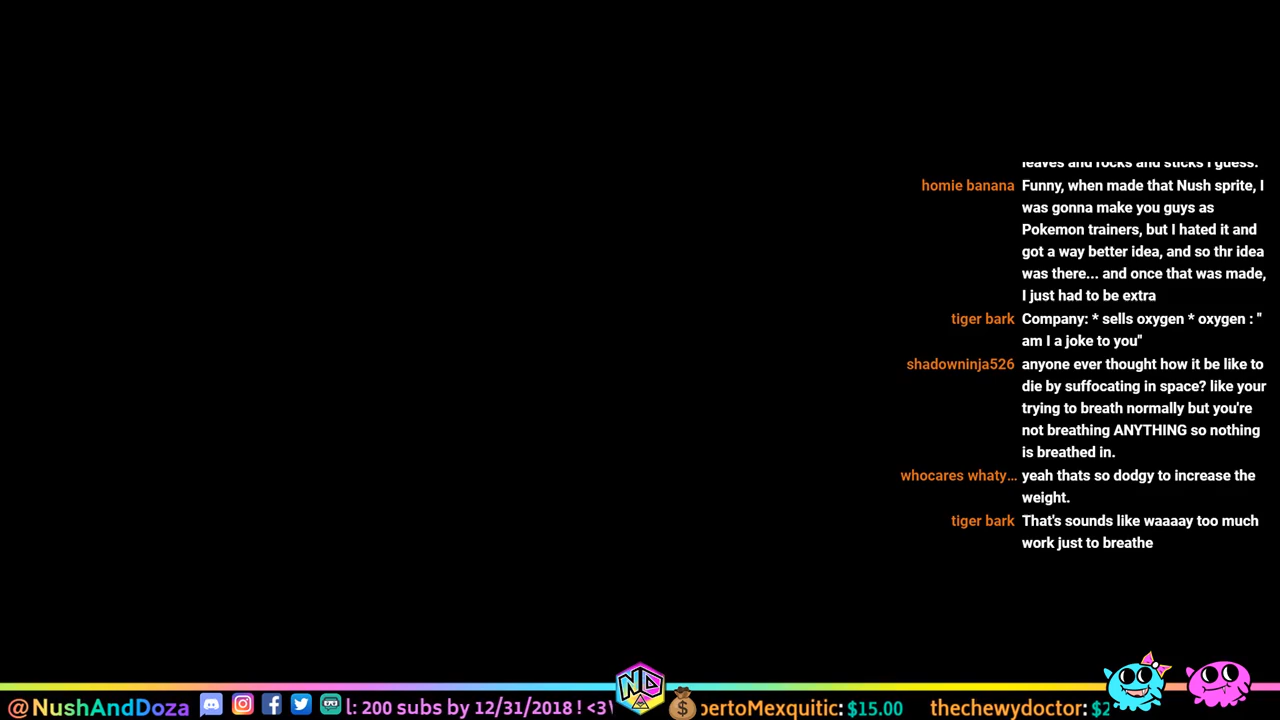 leaves and rocks and sticks I guess.
homie banana Funny, when made that Nush sprite, I
was gonna make you guys as
Pokemon trainers, but I hated it and
got a way better idea, and so thr idea
was there... and once that was made,
I just had to be extra
tiger bark Company: * sells oxygen * oxygen : "
am I a joke to you"
shadowninja526 anyone ever thought how it be like to
die by suffocating in space? like your
trying to breath normally but you're
not breathing ANYTHING so nothing
is breathed in.
whocares whaty… yeah thats so dodgy to increase the
weight.
tiger bark That's sounds like waaaay too much
work just to breathe
@NushAndDoza l: 200 subs by 12/31/2018 ! <3 ND pertoMexquitic: $15.00 thechewydoctor: $2